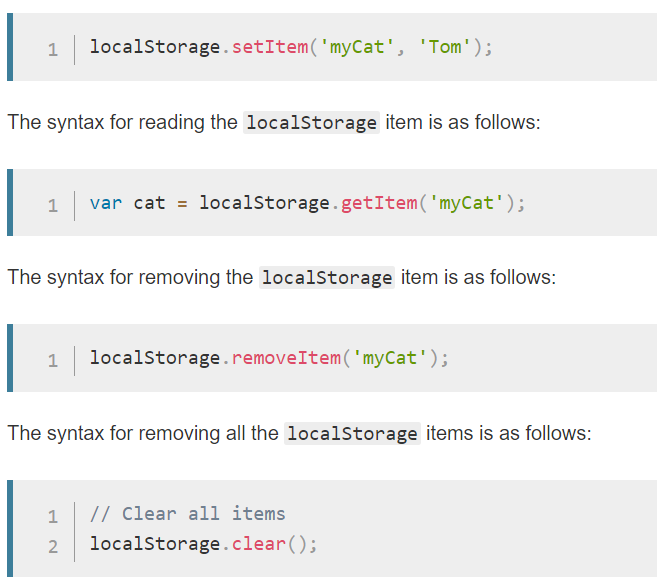 1 localStorage.setItem('myCat', 'Tom');
The syntax for reading the localStorage item is as follows:
1 var cat = localStorage.getItem('myCat');
The syntax for removing the localStorage item is as follows:
1 localStorage.removeItem('myCat');
The syntax for removing all the localStorage items is as follows:
1 // Clear all items
2 localStorage.clear();